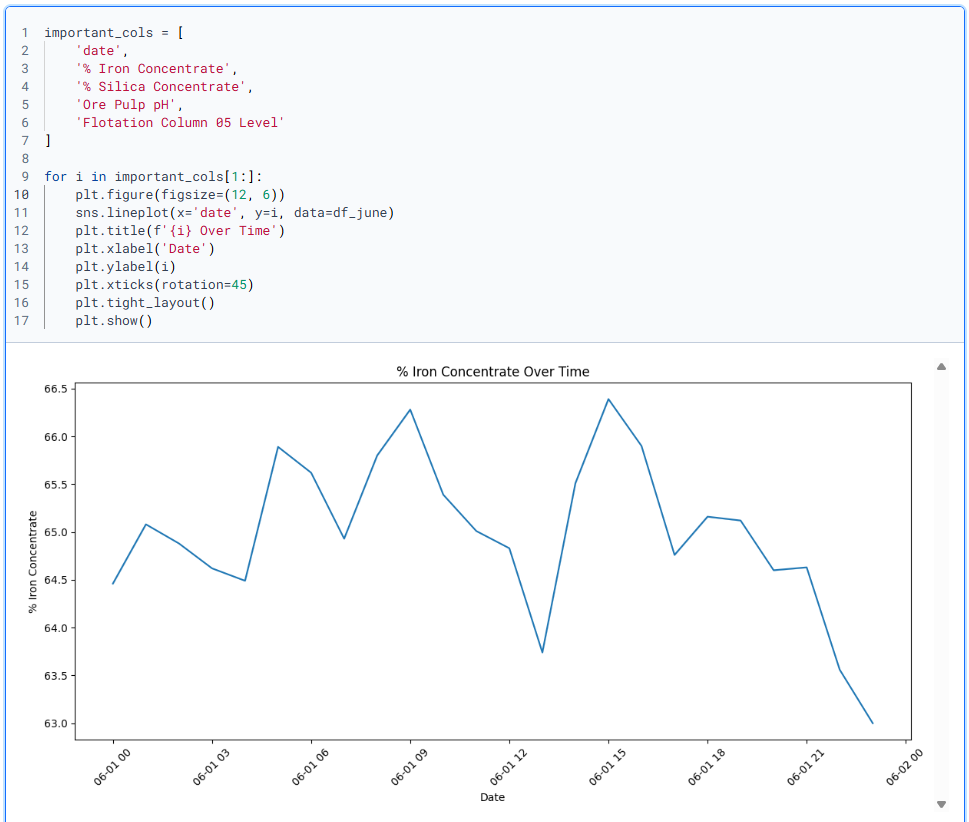 1 important_cols = [
2     'date',
3     '% Iron Concentrate',
4     '% Silica Concentrate',
5     'Ore Pulp pH',
6     'Flotation Column 05 Level'
7 ]
8
9 for i in important_cols[1:]:
10     plt.figure(figsize=(12, 6))
11     sns.lineplot(x='date', y=i, data=df_june)
12     plt.title(f'{i} Over Time')
13     plt.xlabel('Date')
14     plt.ylabel(i)
15     plt.xticks(rotation=45)
16     plt.tight_layout()
17     plt.show()
% Iron Concentrate Over Time
% Iron Concentrate
66.5
66.0
65.5
65.0
64.5
64.0
63.5
63.0
06-01 00
06-01 03
06-01 06
06-01 09
06-01 12
06-01 15
06-01 18
06-01 21
06-02 00
Date